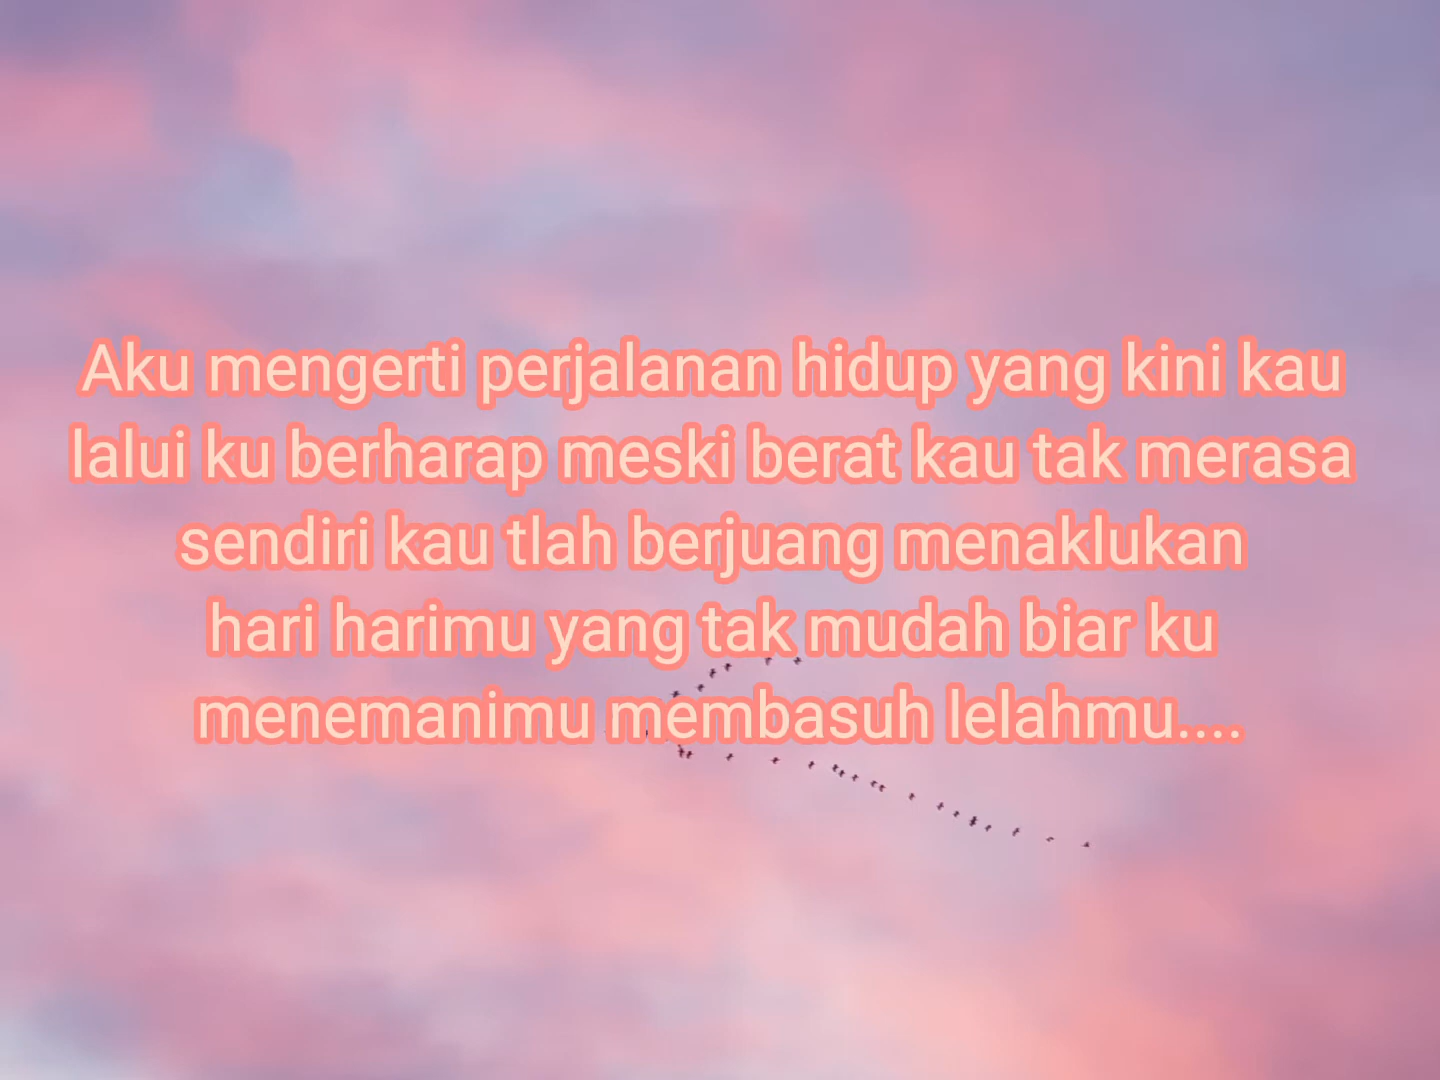 Aku mengerti perjalanan hidup yang kini kau
lalui ku berharap meski berat kau tak merasa
sendiri kau tlah berjuang menaklukan
hari harimu yang tak mudah biar ku
menemanimu membasuh lelahmu....